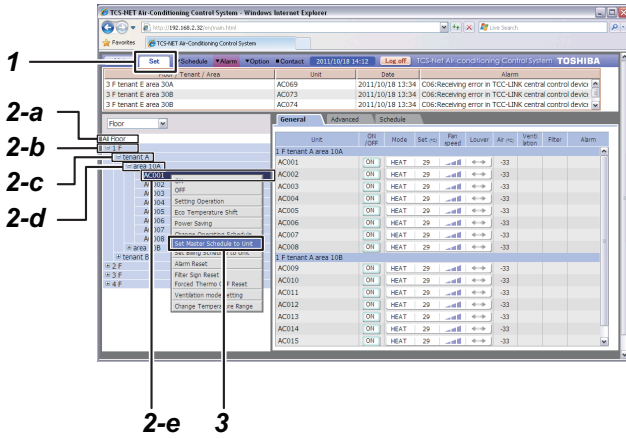 TCS-NET Air-Conditioning Control System - Windows Internet Explorer
http://192.168.2.32/en/main.html
Live Search
Favorites TCS-NET Air-Conditioning Control System
1
Set Schedule Alarm Option Contact 2011/10/18 14:12 Log off TCS-Net Air-Conditioning Control System TOSHIBA
Floor / Tenant / Area Unit Date Alarm
3 F tenant E area 30A AC069 2011/10/18 13:34 C06:Receiving error in TCC-LINK central control device
3 F tenant E area 30B AC073 2011/10/18 13:34 C06:Receiving error in TCC-LINK central control device
3 F tenant E area 30B AC074 2011/10/18 13:34 C06:Receiving error in TCC-LINK central control device
2-a
2-b
2-c
2-d
Floor
All Floor
1 F
tenant A
area 10A
AC001
AC002
AC003
AC004
AC005
AC006
AC007
AC008
area 10B
tenant B
2 F
3 F
4 F
ON
OFF
Setting Operation
Eco Temperature Shift
Power Saving
Change Operating Schedule
Set Master Schedule to Unit
Set Billing Schedule to Unit
Alarm Reset
Filter Sign Reset
Forced Thermo OFF Reset
Ventilation mode setting
Change Temperature Range
General Advanced Schedule
Unit ON/OFF Mode Set (°C) Fan speed Louver Air (°C) Venti lation Filter Alarm
1 F tenant A area 10A
AC001 ON HEAT 29 -33
AC002 ON HEAT 29 -33
AC003 ON HEAT 29 -33
AC004 ON HEAT 29 -33
AC005 ON HEAT 29 -33
AC006 ON HEAT 29 -33
AC007 ON HEAT 29 -33
AC008 ON HEAT 29 -33
1 F tenant A area 10B
AC009 ON HEAT 29 -33
AC010 ON HEAT 29 -33
AC011 ON HEAT 29 -33
AC012 ON HEAT 29 -33
AC013 ON HEAT 29 -33
AC014 ON HEAT 29 -33
AC015 ON HEAT 29 -33
2-e 3